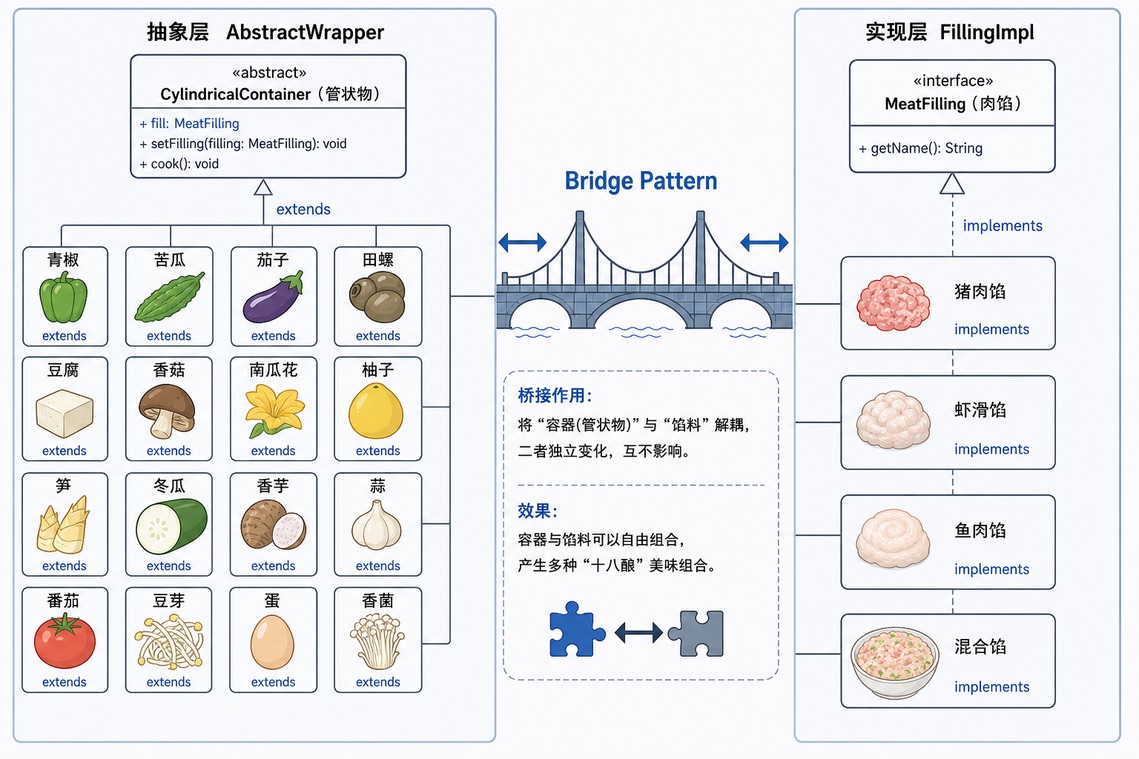 抽象层 AbstractWrapper
«abstract»
CylindricalContainer（管状物）
+ fill: MeatFilling
+ setFilling(filling: MeatFilling): void
+ cook(): void
extends
青椒
extends
苦瓜
extends
茄子
extends
田螺
extends
豆腐
extends
香菇
extends
南瓜花
extends
柚子
extends
笋
extends
冬瓜
extends
香芋
extends
蒜
extends
番茄
extends
豆芽
extends
蛋
extends
香菌
extends
Bridge Pattern
桥接作用：
将“容器(管状物)”与“馅料”解耦，
二者独立变化，互不影响。
效果：
容器与馅料可以自由组合，
产生多种“十八酿”美味组合。
实现层 FillingImpl
«interface»
MeatFilling（肉馅）
+ getName(): String
implements
猪肉馅
implements
虾滑馅
implements
鱼肉馅
implements
混合馅
implements